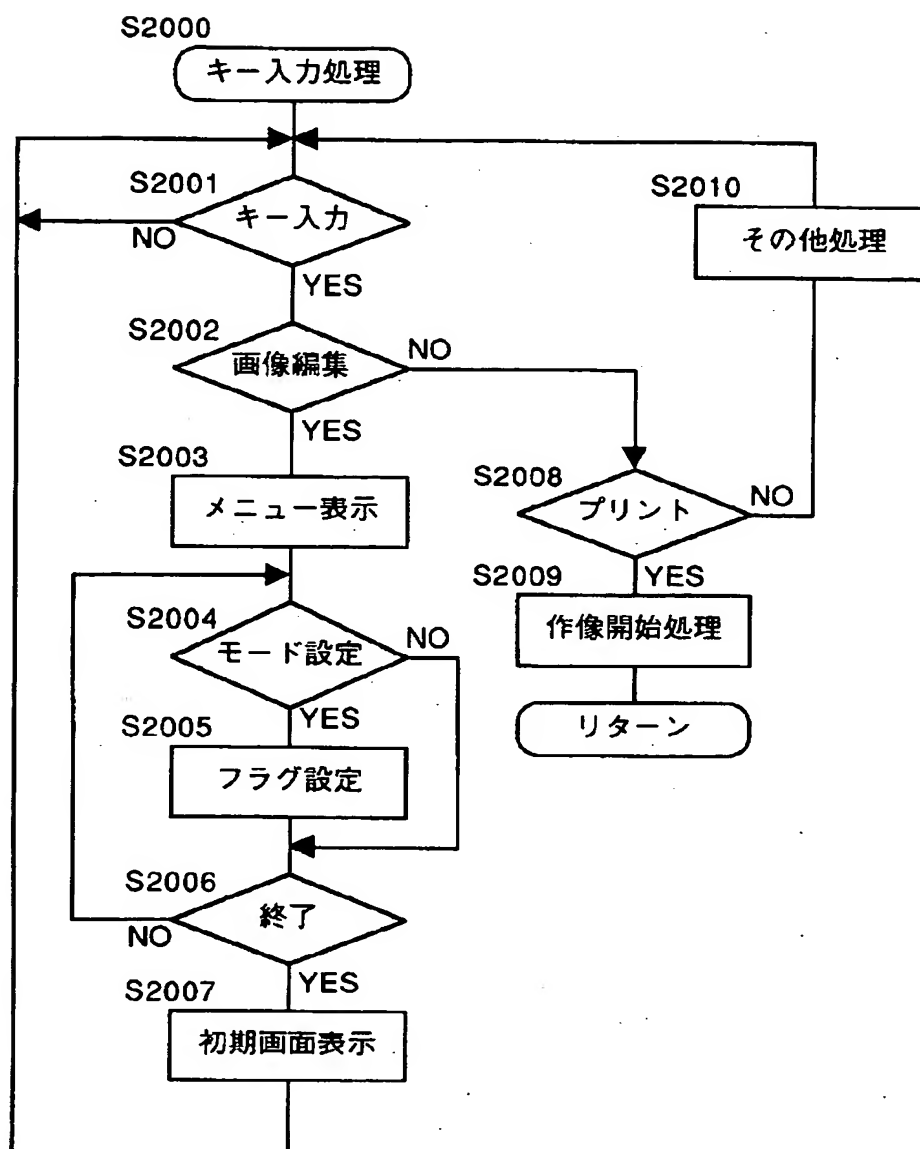 S2000
キー入力処理
S2001
キー入力
NO
YES
S2002
画像編集
NO
YES
S2003
メニュー表示
S2004
モード設定
NO
YES
S2005
フラグ設定
S2006
終了
NO
YES
S2007
初期画面表示
S2008
プリント
NO
YES
S2009
作像開始処理
リターン
S2010
その他処理